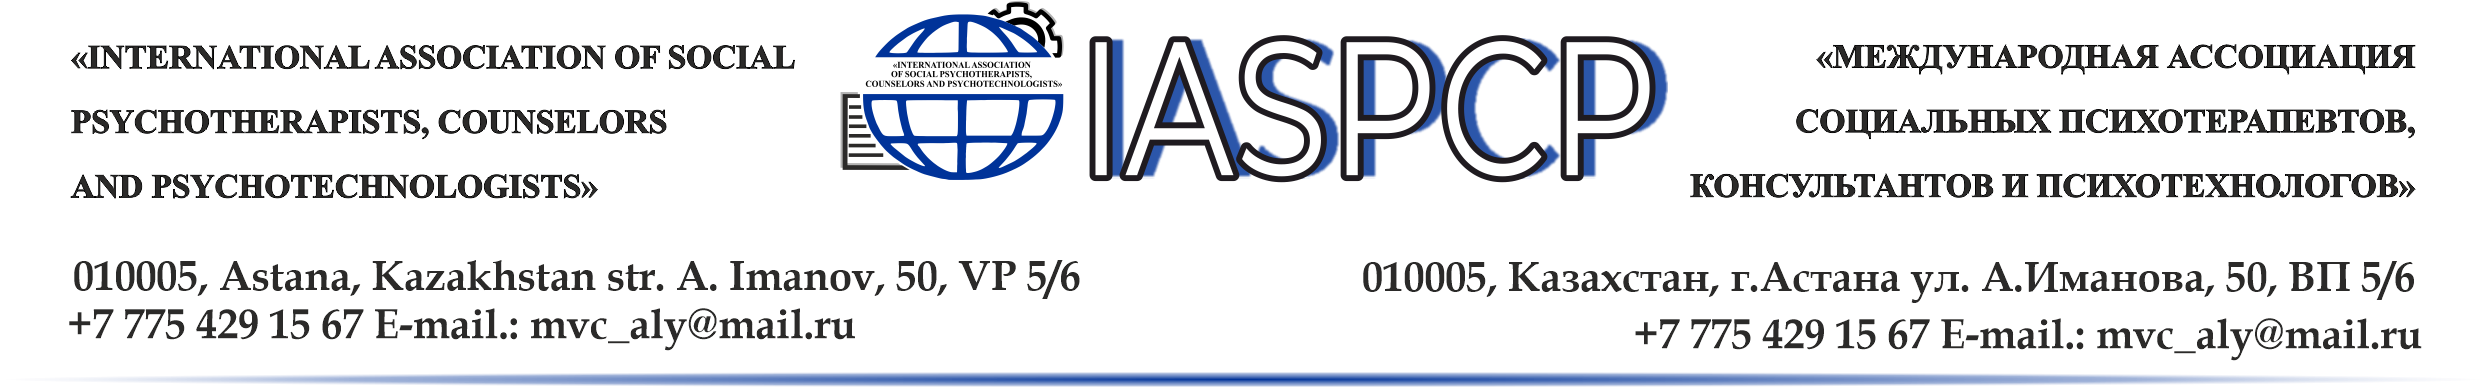 «INTERNATIONAL ASSOCIATION OF SOCIAL
PSYCHOTHERAPISTS, COUNSELORS
AND PSYCHOTECHNOLOGISTS»
«INTERNATIONAL ASSOCIATION
OF SOCIAL PSYCHOTHERAPISTS,
COUNSELORS AND PSYCHOTECHNOLOGISTS»
IASPCP
«МЕЖДУНАРОДНАЯ АССОЦИАЦИЯ
СОЦИАЛЬНЫХ ПСИХОТЕРАПЕВТОВ,
КОНСУЛЬТАНТОВ И ПСИХОТЕХНОЛОГОВ»
010005, Astana, Kazakhstan str. A. Imanov, 50, VP 5/6
+7 775 429 15 67 E-mail.: mvc_aly@mail.ru
010005, Казахстан, г.Астана ул. А.Иманова, 50, ВП 5/6
+7 775 429 15 67 E-mail.: mvc_aly@mail.ru